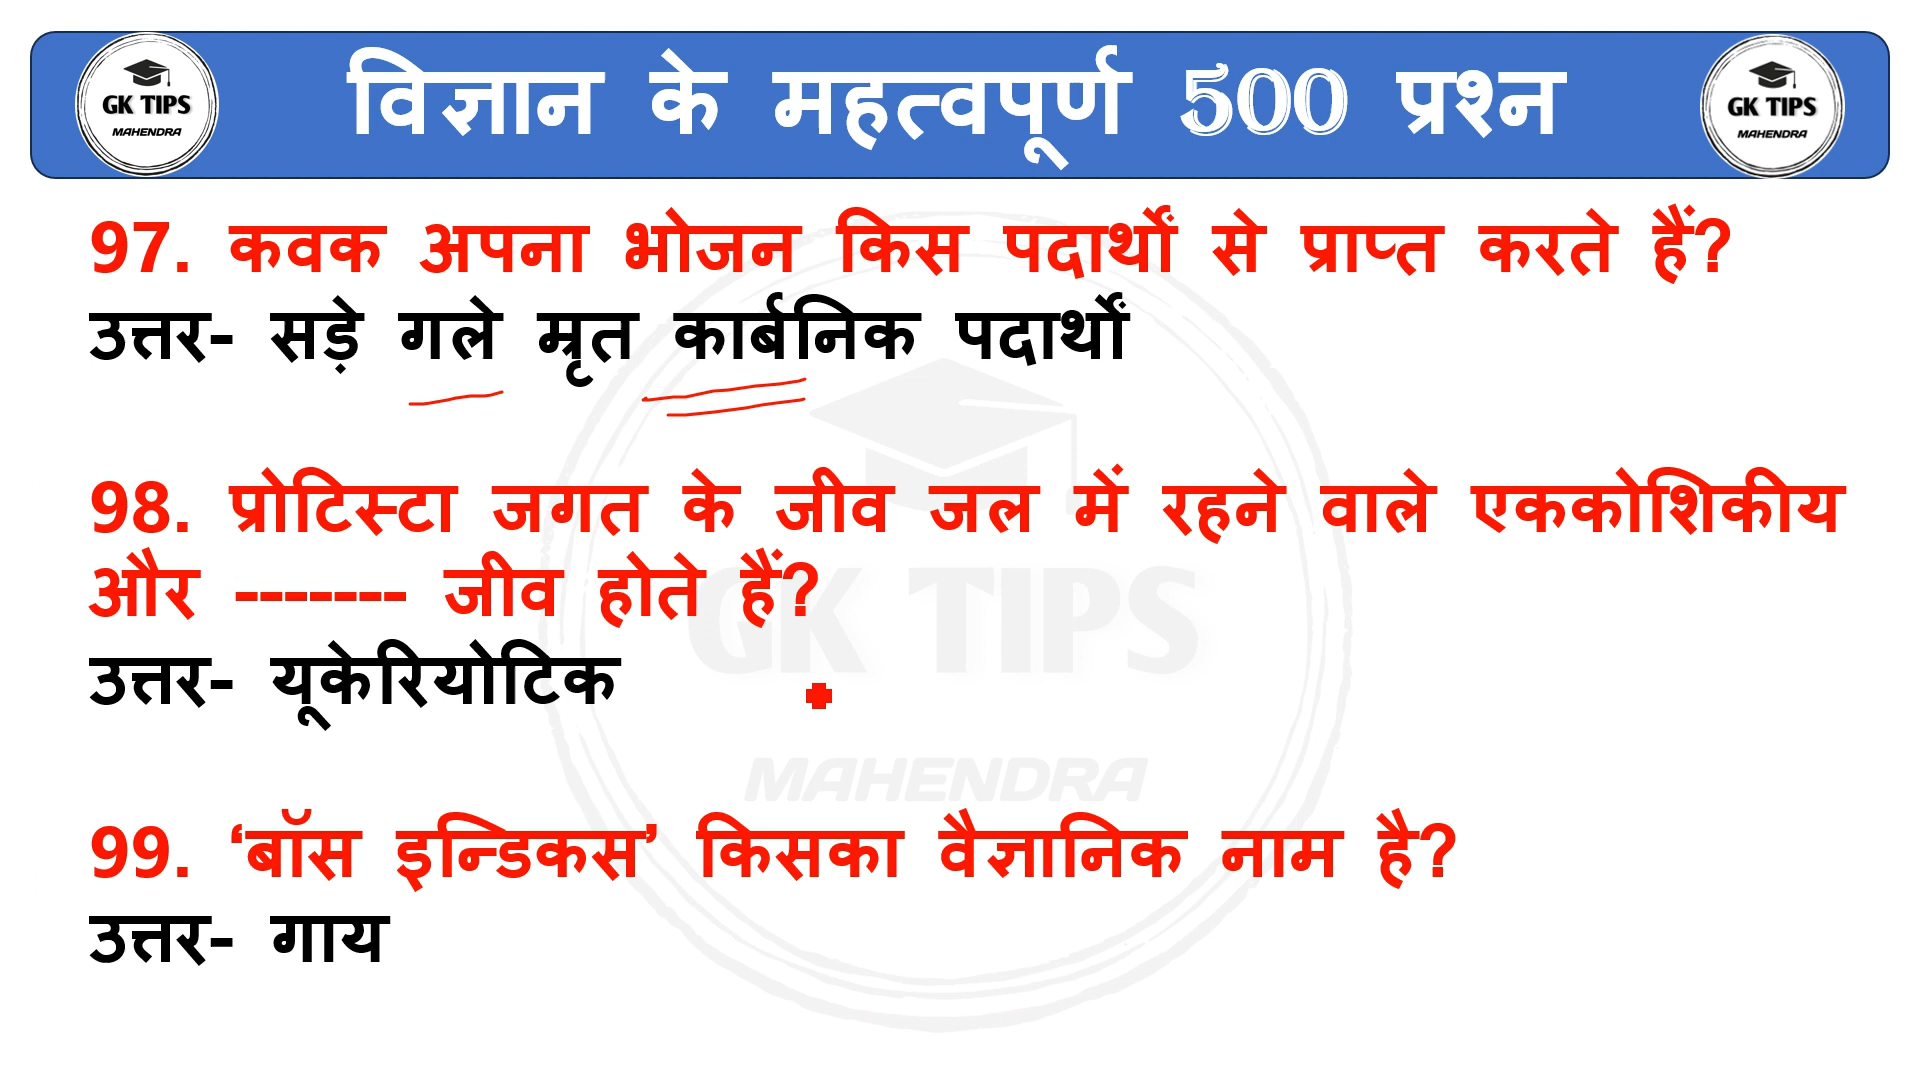 GK TIPS
MAHENDRA
विज्ञान के महत्वपूर्ण 500 प्रश्न
GK TIPS
MAHENDRA
97. कवक अपना भोजन किस पदार्थों से प्राप्त करते हैं?
उत्तर- सड़े गले म्रृत कार्बनिक पदार्थों
98. प्रोटिस्टा जगत के जीव जल में रहने वाले एककोशिकीय
और ------- जीव होते हैं?
उत्तर- यूकेरियोटिक
99. ‘बॉस इन्डिकस’ किसका वैज्ञानिक नाम है?
उत्तर- गाय
GK TIPS
MAHENDRA